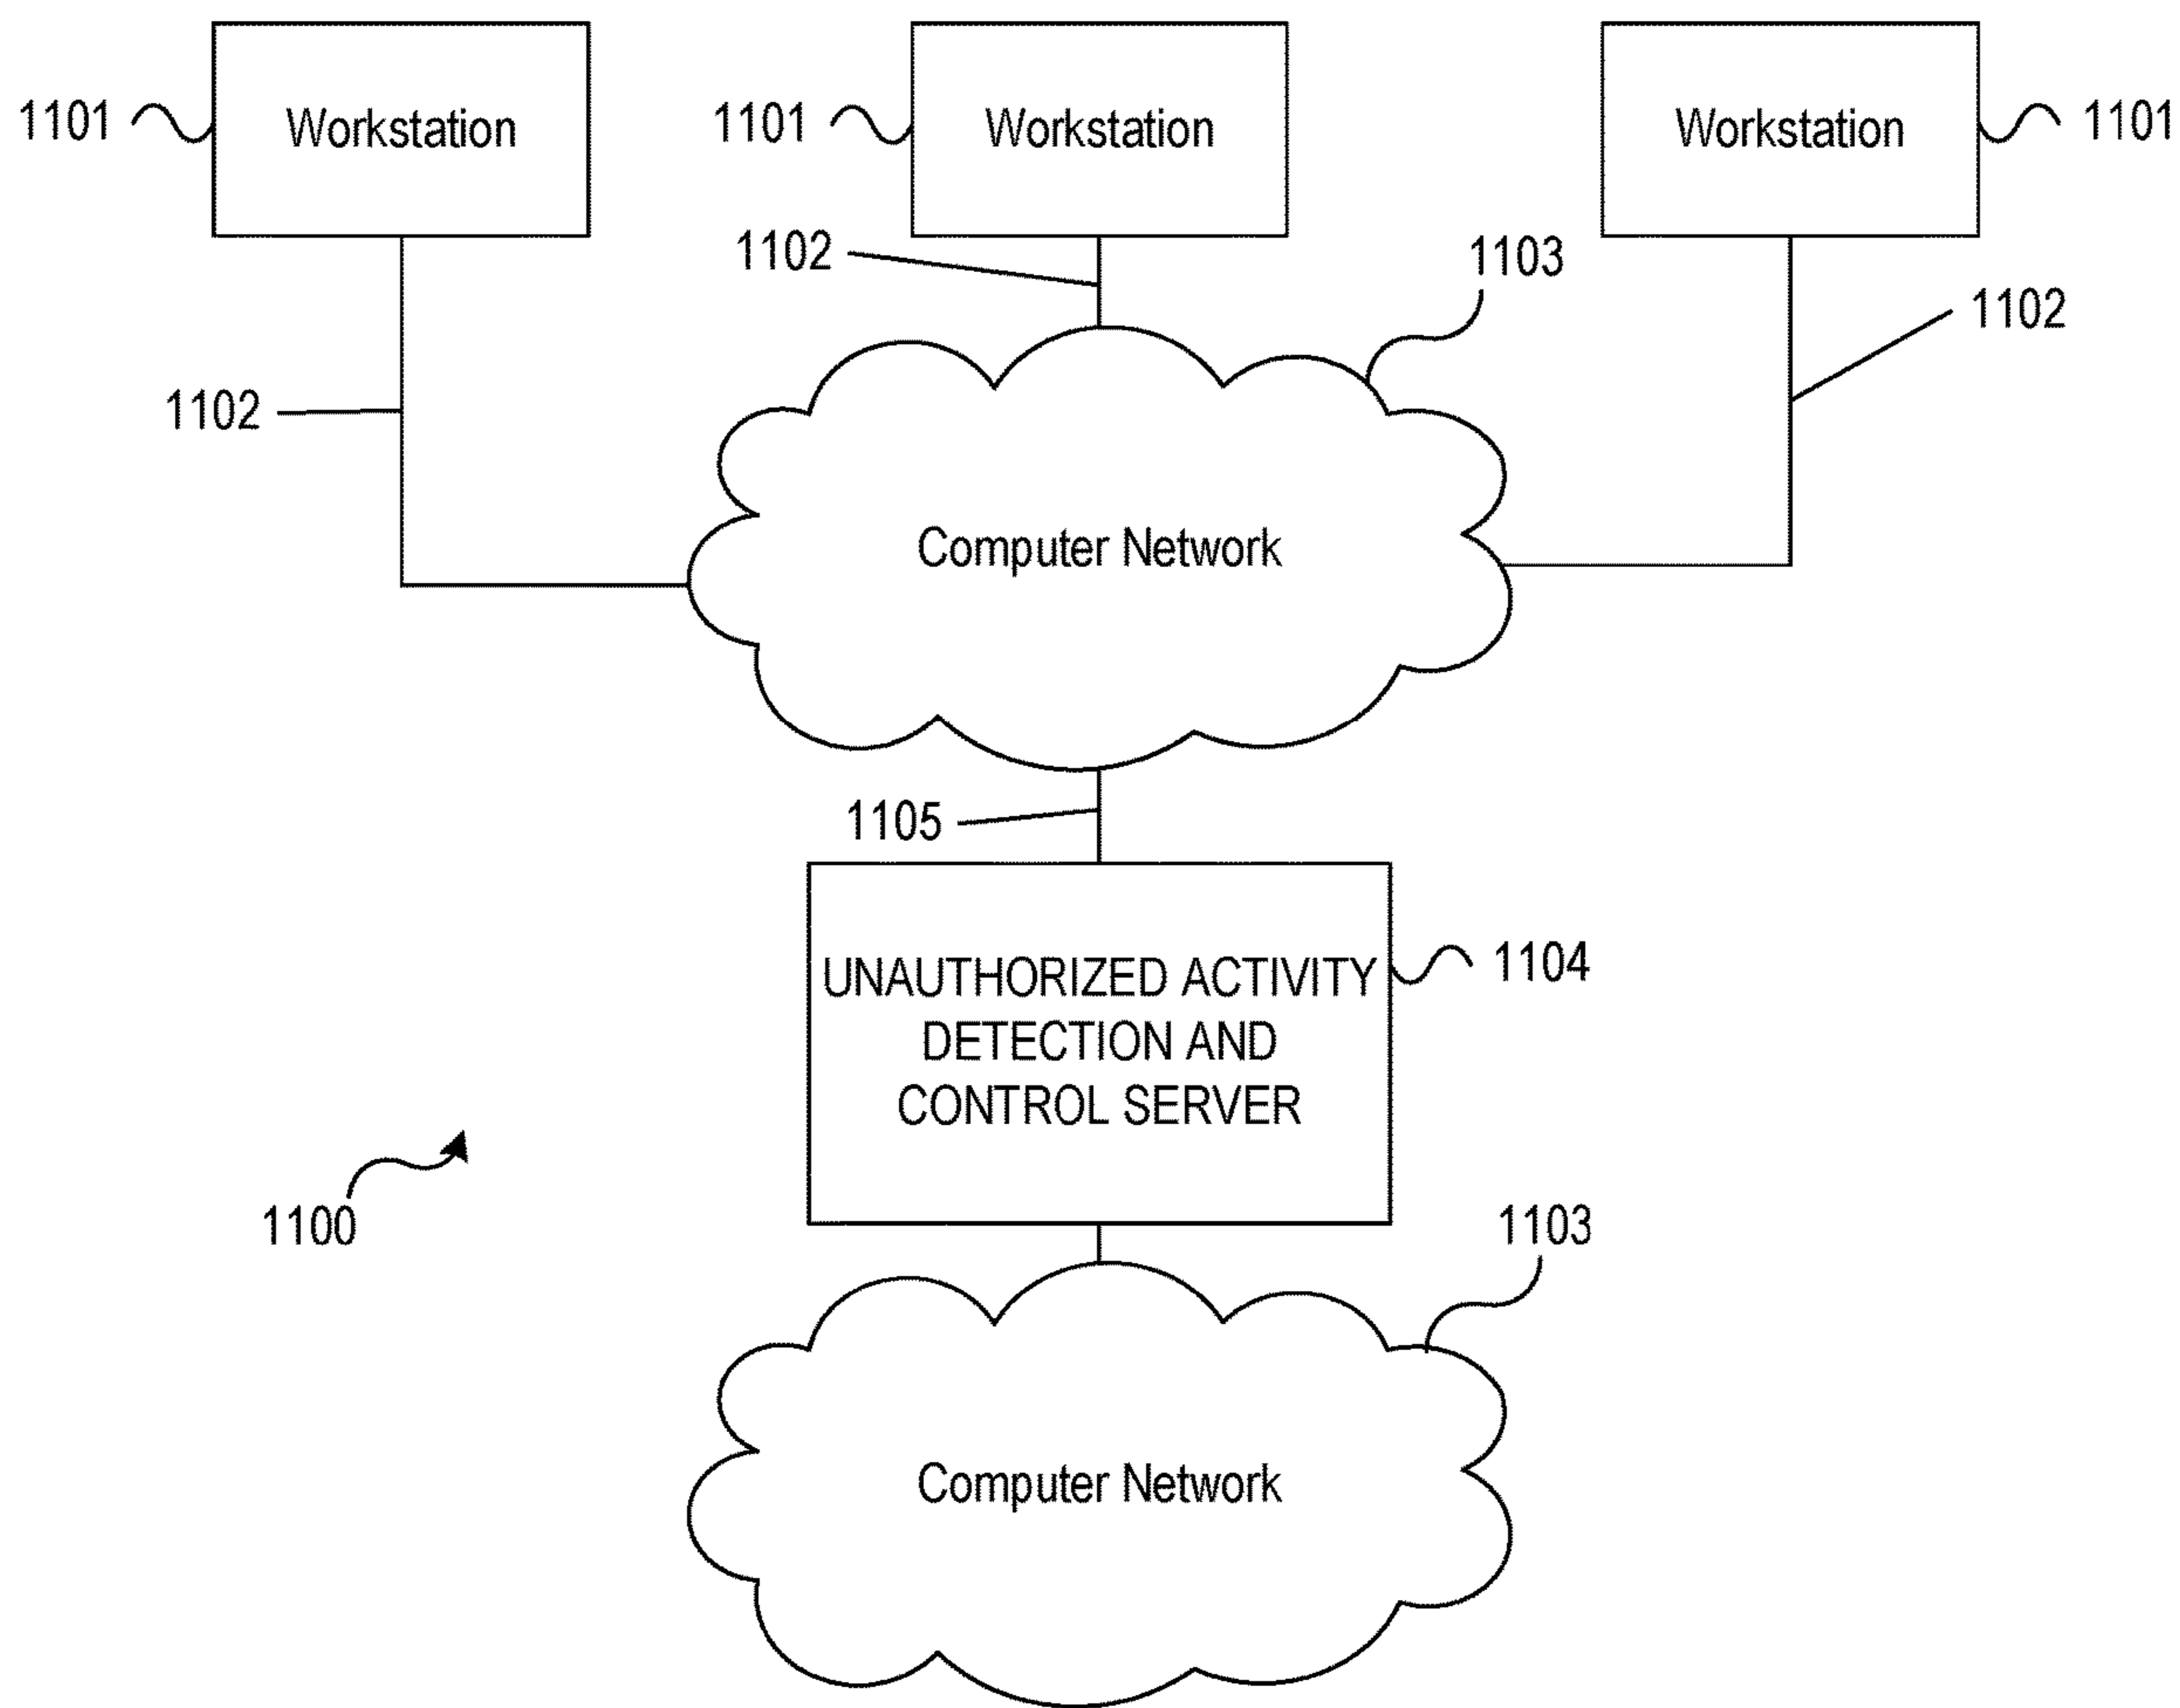 1101
Workstation
1101
Workstation
Workstation
1101
1102
1103
1102
1102
Computer Network
1105
UNAUTHORIZED ACTIVITY
DETECTION AND
CONTROL SERVER
1104
1100
1103
Computer Network